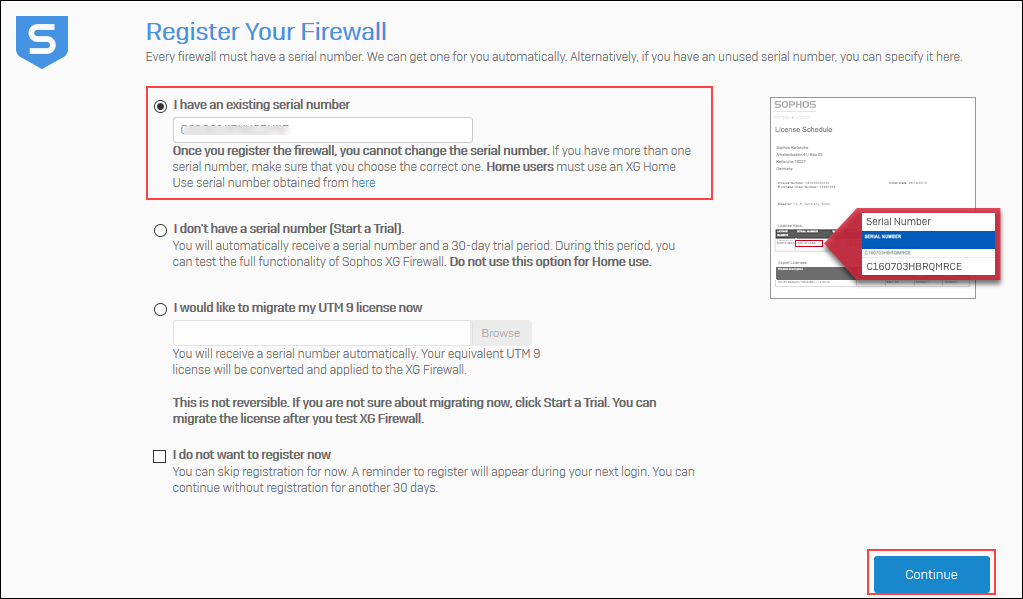 S
Register Your Firewall
Every firewall must have a serial number. We can get one for you automatically. Alternatively, if you have an unused serial number, you can specify it here.
I have an existing serial number
Once you register the firewall, you cannot change the serial number. If you have more than one
serial number, make sure that you choose the correct one. Home users must use an XG Home
Use serial number obtained from here
I don't have a serial number (Start a Trial).
You will automatically receive a serial number and a 30-day trial period. During this period, you
can test the full functionality of Sophos XG Firewall. Do not use this option for Home use.
I would like to migrate my UTM 9 license now
Browse
You will receive a serial number automatically. Your equivalent UTM 9
license will be converted and applied to the XG Firewall.
This is not reversible. If you are not sure about migrating now, click Start a Trial. You can
migrate the license after you test XG Firewall.
I do not want to register now
You can skip registration for now. A reminder to register will appear during your next login. You can
continue without registration for another 30 days.
SOPHOS
License Schedule
Sophos Karlsruhe
Karlsruhe 76227
Germany
Serial Number
SERIAL NUMBER
C160703HBRQMRCE
C160703HBRQMRCE
Continue